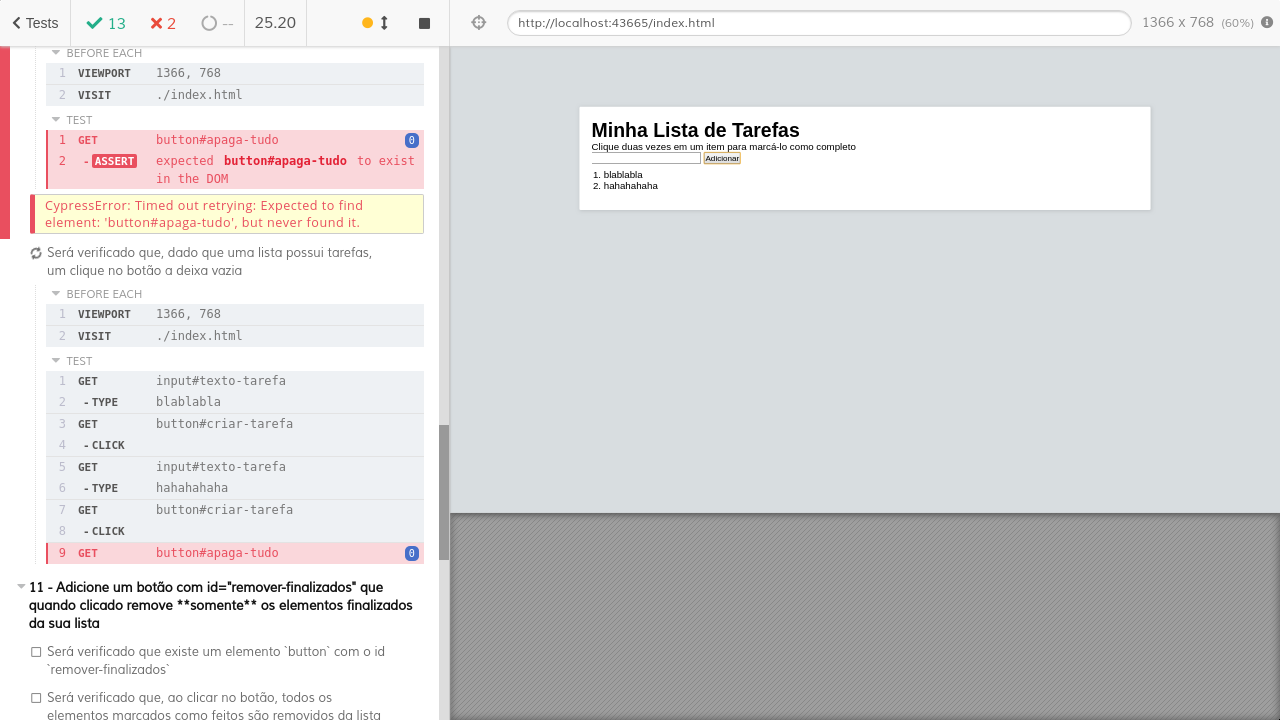 Tests
13
2
--
25.20
http://localhost:43665/index.html
1366 x 768 (60%)
BEFORE EACH
1 VIEWPORT 1366, 768
2 VISIT ./index.html
TEST
1 GET button#apaga-tudo 0
2 -ASSERT expected button#apaga-tudo to exist
in the DOM
CypressError: Timed out retrying: Expected to find
element: 'button#apaga-tudo', but never found it.
Será verificado que, dado que uma lista possui tarefas,
um clique no botão a deixa vazia
BEFORE EACH
1 VIEWPORT 1366, 768
2 VISIT ./index.html
TEST
1 GET input#texto-tarefa
2 -TYPE blablabla
3 GET button#criar-tarefa
4 -CLICK
5 GET input#texto-tarefa
6 -TYPE hahahahaha
7 GET button#criar-tarefa
8 -CLICK
9 GET button#apaga-tudo 0
11 - Adicione um botão com id="remover-finalizados" que
quando clicado remove **somente** os elementos finalizados
da sua lista
Será verificado que existe um elemento `button` com o id
`remover-finalizados`
Será verificado que, ao clicar no botão, todos os
elementos marcados como feitos são removidos da lista
Minha Lista de Tarefas
Clique duas vezes em um item para marcá-lo como completo
Adicionar
1. blablabla
2. hahahahaha